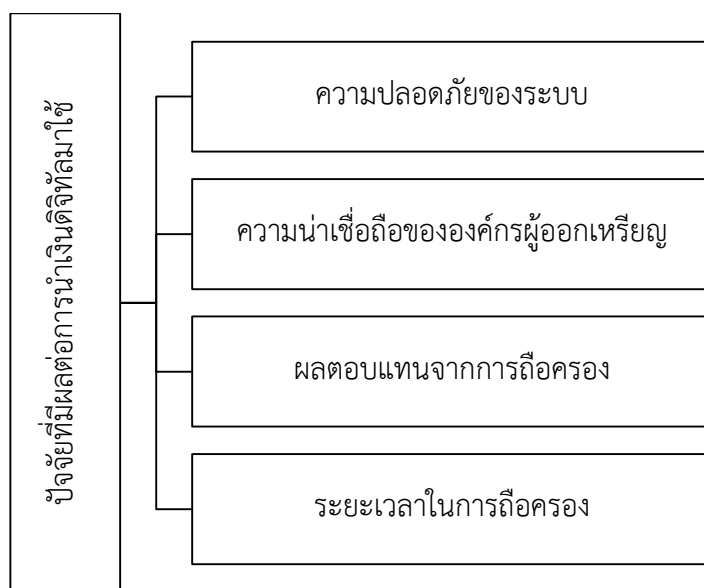 ปัจจัยที่มีผลต่อการนำเงินดิจิทัลมาใช้
ความปลอดภัยของระบบ
ความน่าเชื่อถือขององค์กรผู้ออกเหรียญ
ผลตอบแทนจากการถือครอง
ระยะเวลาในการถือครอง